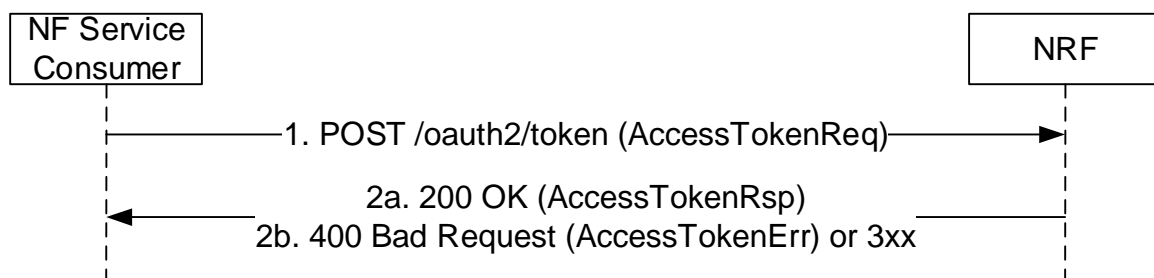 NF Service
Consumer
NRF
1. POST /oauth2/token (AccessTokenReq)
2a. 200 OK (AccessTokenRsp)
2b. 400 Bad Request (AccessTokenErr) or 3xx